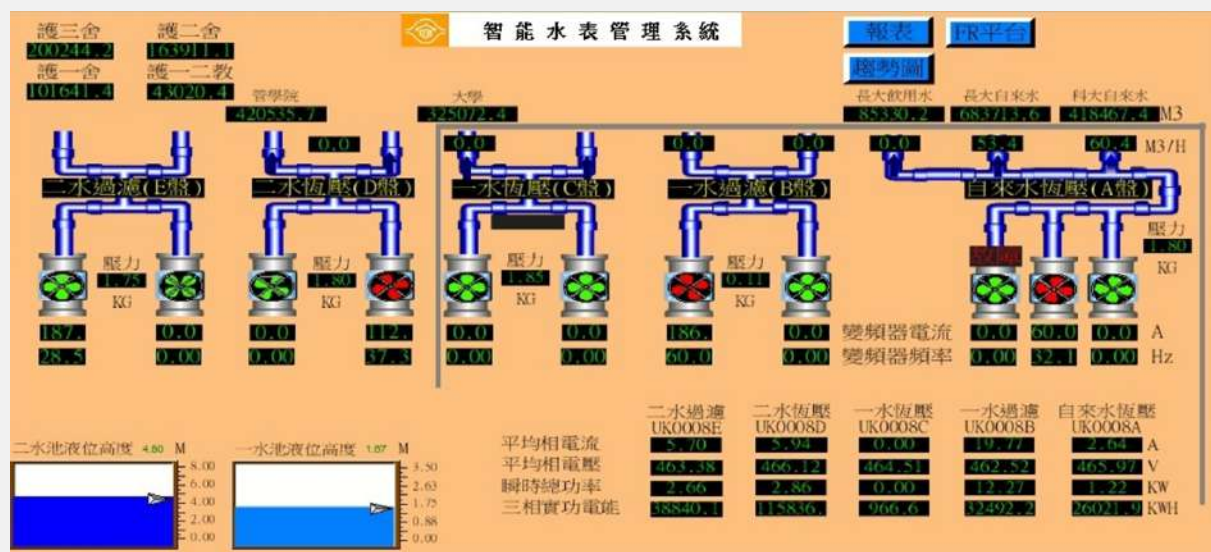 智能水表管理系統
報表 FR平台
趨勢圖
護三舍 護二舍
200244.2 163911.1
護一舍 護一二教
101641.4 43020.4
管學院 大學 長大飲用水 長大自來水 科大自來水
420535.7 325072.4 85330.2 683713.6 418467.4 M3
0.0 0.0 0.0 0.0 0.0 53.4 60.4 M3/H
二水過濾(E盤) 二水恆壓(D盤) 一水恆壓(C盤) 一水過濾(B盤) 自來水恆壓(A盤)
壓力 壓力 壓力 壓力 壓力
1.75 1.80 1.85 0.11 1.80
KG KG KG KG KG
故障
187. 0.0 0.0 112. 0.0 0.0 186. 0.0 變頻器電流 0.0 60.0 0.0 A
28.5 0.00 0.00 37.3 0.00 0.00 60.0 0.00 變頻器頻率 0.00 32.1 0.00 Hz
二水過濾 二水恆壓 一水恆壓 一水過濾 自來水恆壓
UK0008E UK0008D UK0008C UK0008B UK0008A
平均相電流 5.70 5.94 0.00 19.77 2.64 A
平均相電壓 463.38 466.12 464.51 462.52 465.97 V
瞬時總功率 2.66 2.86 0.00 12.27 1.22 KW
三相實功電能 38840.1 115836. 966.6 32492.2 26021.9 KWH
二水池液位高度 4.60 M
8.00
6.00
4.00
2.00
0.00
一水池液位高度 1.67 M
3.50
2.63
1.75
0.88
0.00